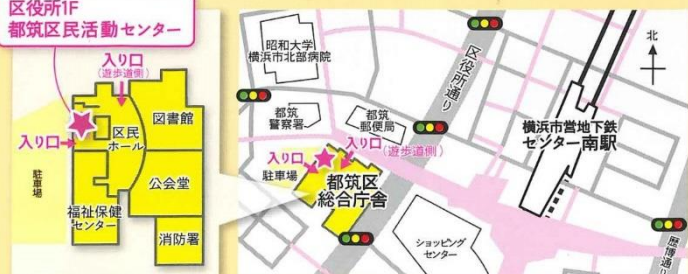 区役所1F
都筑区民活動センター
入り口
(遊歩道側)
図書館
区民
ホール
入り口
駐車場
公会堂
福祉保健
センター
消防署
昭和大学
横浜市北部病院
区役所通り
北
都筑
警察署
都筑
郵便局
横浜市営地下鉄
センター南駅
入り口
入り口
(遊歩道側)
駐車場
都筑区
総合庁舎
ショッピング
センター
歴博通り